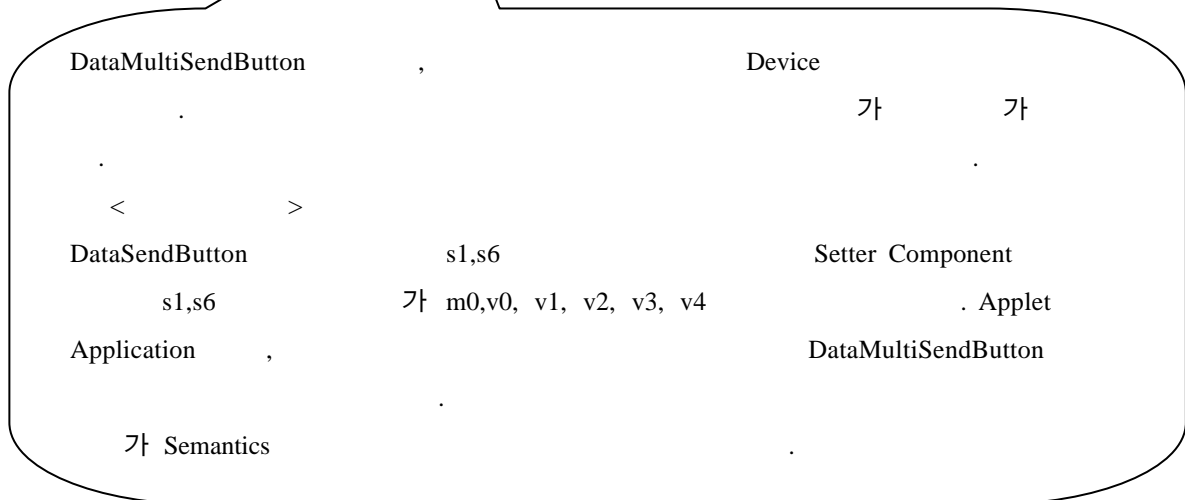 DataMultiSendButton , Device
. 가 가
. .
< >
DataSendButton s1,s6 Setter Component
s1,s6 가 m0,v0, v1, v2, v3, v4 . Applet
Application , DataMultiSendButton
.
가 Semantics .